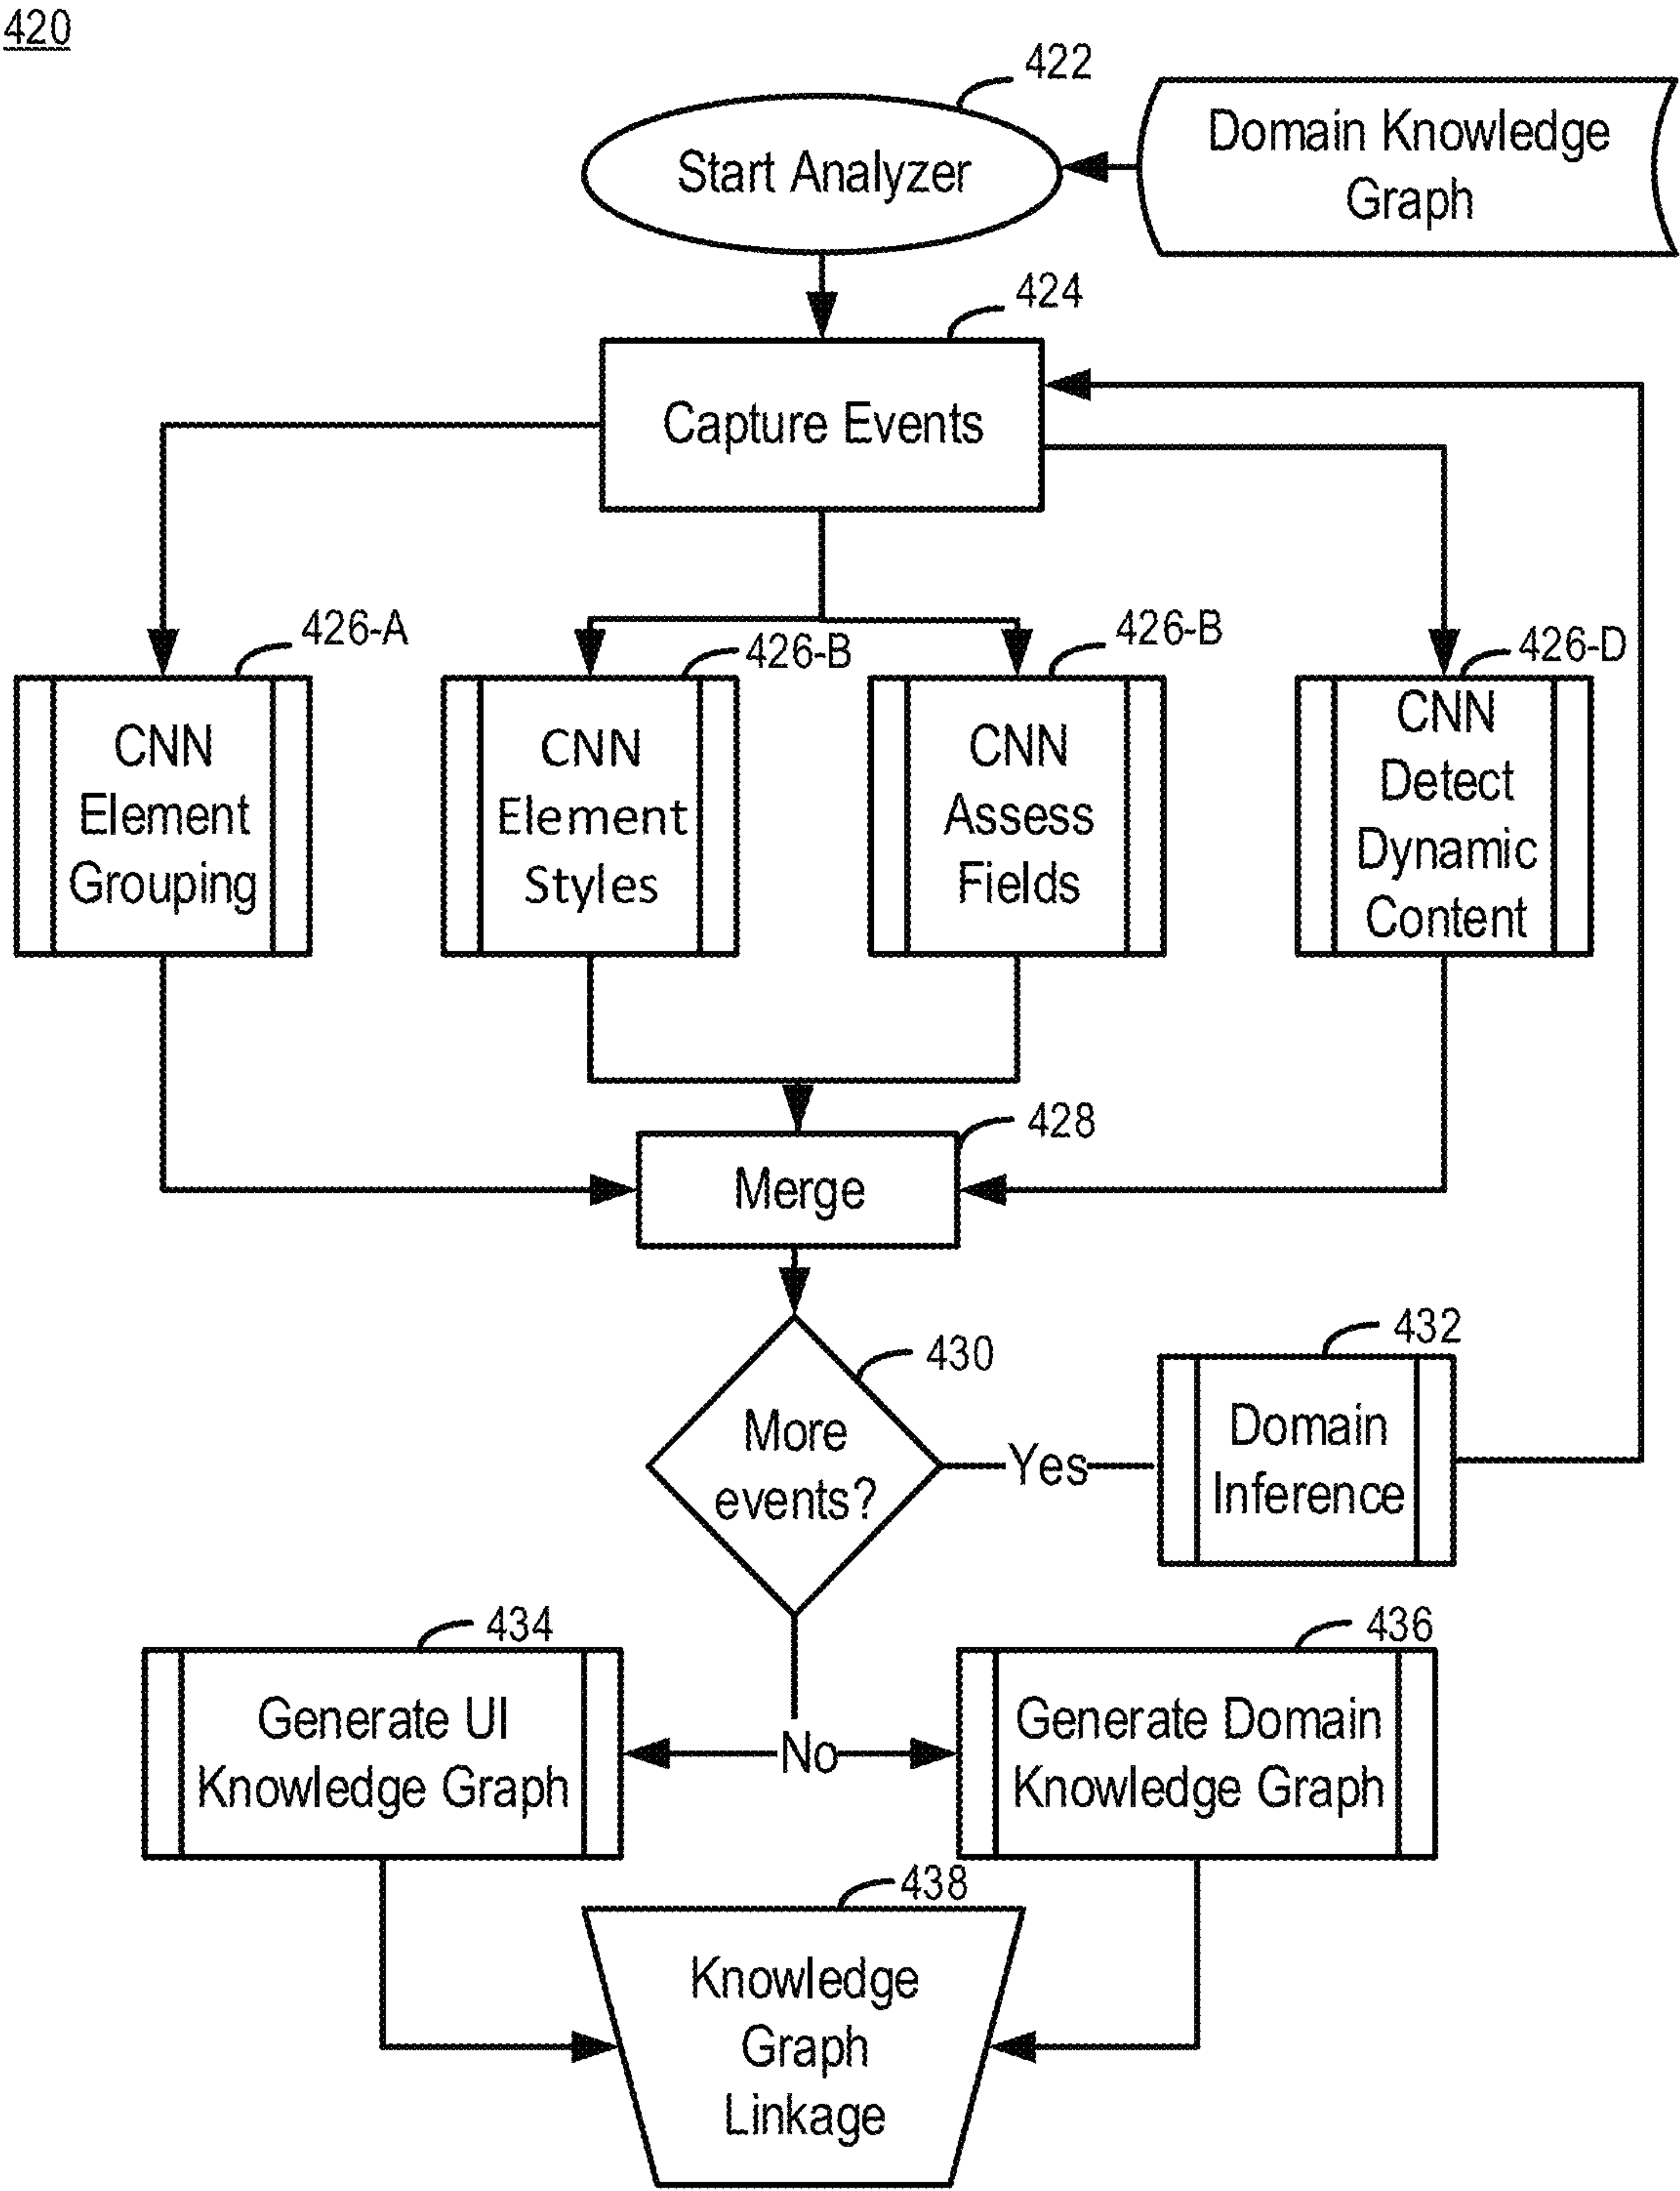 420
422
Start Analyzer
Domain Knowledge
Graph
424
Capture Events
426-A
426-B
426-B
426-D
CNN
Element
Grouping
CNN
Element
Styles
CNN
Assess
Fields
CNN
Detect
Dynamic
Content
428
Merge
430
More
events?
Yes
432
Domain
Inference
434
Generate UI
Knowledge Graph
No
436
Generate Domain
Knowledge Graph
438
Knowledge
Graph
Linkage